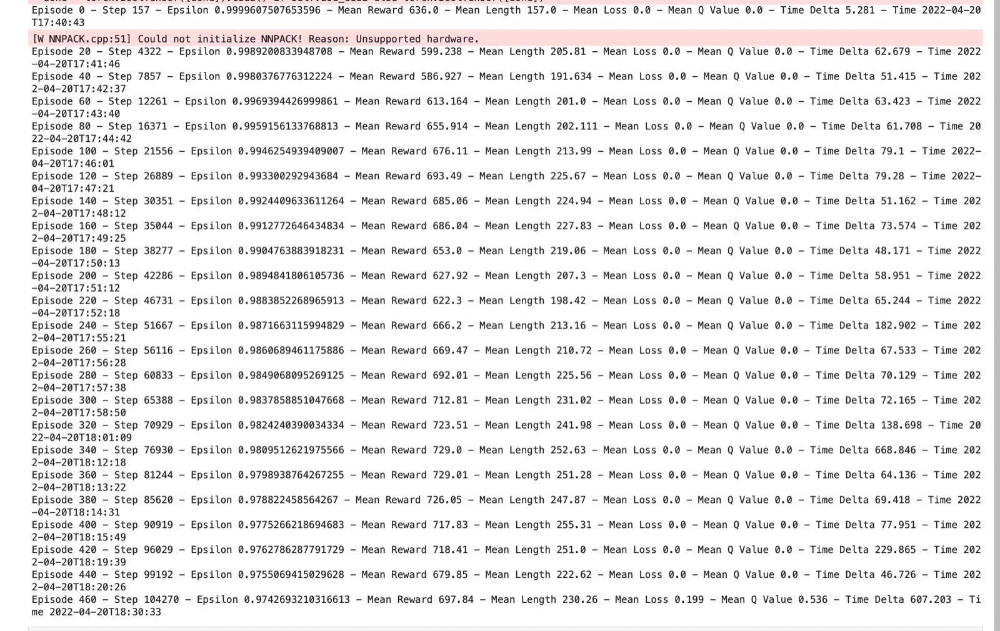 Episode 0 – Step 157 – Epsilon 0.9999607507653596 – Mean Reward 636.0 – Mean Length 157.0 – Mean Loss 0.0 – Mean Q Value 0.0 – Time Delta 5.281 – Time 2022-04-20
T17:40:43
[W NNPACK.cpp:51] Could not initialize NNPACK! Reason: Unsupported hardware.
Episode 20 – Step 4322 – Epsilon 0.9989200833948708 – Mean Reward 599.238 – Mean Length 205.81 – Mean Loss 0.0 – Mean Q Value 0.0 – Time Delta 62.679 – Time 2022
-04-20T17:41:46
Episode 40 – Step 7857 – Epsilon 0.9980376776312224 – Mean Reward 586.927 – Mean Length 191.634 – Mean Loss 0.0 – Mean Q Value 0.0 – Time Delta 51.415 – Time 202
2-04-20T17:42:37
Episode 60 – Step 12261 – Epsilon 0.9969394426999861 – Mean Reward 613.164 – Mean Length 201.0 – Mean Loss 0.0 – Mean Q Value 0.0 – Time Delta 63.423 – Time 2022
-04-20T17:43:40
Episode 80 – Step 16371 – Epsilon 0.9959156133768813 – Mean Reward 655.914 – Mean Length 202.111 – Mean Loss 0.0 – Mean Q Value 0.0 – Time Delta 61.708 – Time 20
22-04-20T17:44:42
Episode 100 – Step 21556 – Epsilon 0.9946254939409007 – Mean Reward 676.11 – Mean Length 213.99 – Mean Loss 0.0 – Mean Q Value 0.0 – Time Delta 79.1 – Time 2022-
04-20T17:46:01
Episode 120 – Step 26889 – Epsilon 0.993300292943684 – Mean Reward 693.49 – Mean Length 225.67 – Mean Loss 0.0 – Mean Q Value 0.0 – Time Delta 79.28 – Time 2022-
04-20T17:47:21
Episode 140 – Step 30351 – Epsilon 0.9924409633611264 – Mean Reward 685.06 – Mean Length 224.94 – Mean Loss 0.0 – Mean Q Value 0.0 – Time Delta 51.162 – Time 202
2-04-20T17:48:12
Episode 160 – Step 35044 – Epsilon 0.9912772646434834 – Mean Reward 686.04 – Mean Length 227.83 – Mean Loss 0.0 – Mean Q Value 0.0 – Time Delta 73.574 – Time 202
2-04-20T17:49:25
Episode 180 – Step 38277 – Epsilon 0.9904763883918231 – Mean Reward 653.0 – Mean Length 219.06 – Mean Loss 0.0 – Mean Q Value 0.0 – Time Delta 48.171 – Time 2022
-04-20T17:50:13
Episode 200 – Step 42286 – Epsilon 0.9894841806105736 – Mean Reward 627.92 – Mean Length 207.3 – Mean Loss 0.0 – Mean Q Value 0.0 – Time Delta 58.951 – Time 2022
-04-20T17:51:12
Episode 220 – Step 46731 – Epsilon 0.9883852268965913 – Mean Reward 622.3 – Mean Length 198.42 – Mean Loss 0.0 – Mean Q Value 0.0 – Time Delta 65.244 – Time 2022
-04-20T17:52:18
Episode 240 – Step 51667 – Epsilon 0.9871663115994829 – Mean Reward 666.2 – Mean Length 213.16 – Mean Loss 0.0 – Mean Q Value 0.0 – Time Delta 182.902 – Time 202
2-04-20T17:55:21
Episode 260 – Step 56116 – Epsilon 0.9860689461175886 – Mean Reward 669.47 – Mean Length 210.72 – Mean Loss 0.0 – Mean Q Value 0.0 – Time Delta 67.533 – Time 202
2-04-20T17:56:28
Episode 280 – Step 60833 – Epsilon 0.9849068095269125 – Mean Reward 692.01 – Mean Length 225.56 – Mean Loss 0.0 – Mean Q Value 0.0 – Time Delta 70.129 – Time 202
2-04-20T17:57:38
Episode 300 – Step 65388 – Epsilon 0.9837858851047668 – Mean Reward 712.81 – Mean Length 231.02 – Mean Loss 0.0 – Mean Q Value 0.0 – Time Delta 72.165 – Time 202
2-04-20T17:58:50
Episode 320 – Step 70929 – Epsilon 0.9824240390034334 – Mean Reward 723.51 – Mean Length 241.98 – Mean Loss 0.0 – Mean Q Value 0.0 – Time Delta 138.698 – Time 20
22-04-20T18:01:09
Episode 340 – Step 76930 – Epsilon 0.9809512621975566 – Mean Reward 729.0 – Mean Length 252.63 – Mean Loss 0.0 – Mean Q Value 0.0 – Time Delta 668.846 – Time 202
2-04-20T18:12:18
Episode 360 – Step 81244 – Epsilon 0.9798938764267255 – Mean Reward 729.01 – Mean Length 251.28 – Mean Loss 0.0 – Mean Q Value 0.0 – Time Delta 64.136 – Time 202
2-04-20T18:13:22
Episode 380 – Step 85620 – Epsilon 0.978822458564267 – Mean Reward 726.05 – Mean Length 247.87 – Mean Loss 0.0 – Mean Q Value 0.0 – Time Delta 69.418 – Time 2022
-04-20T18:14:31
Episode 400 – Step 90919 – Epsilon 0.9775266218694683 – Mean Reward 717.83 – Mean Length 255.31 – Mean Loss 0.0 – Mean Q Value 0.0 – Time Delta 77.951 – Time 202
2-04-20T18:15:49
Episode 420 – Step 96029 – Epsilon 0.9762786287791729 – Mean Reward 718.41 – Mean Length 251.0 – Mean Loss 0.0 – Mean Q Value 0.0 – Time Delta 229.865 – Time 202
2-04-20T18:19:39
Episode 440 – Step 99192 – Epsilon 0.9755069415029628 – Mean Reward 679.85 – Mean Length 222.62 – Mean Loss 0.0 – Mean Q Value 0.0 – Time Delta 46.726 – Time 202
2-04-20T18:20:26
Episode 460 – Step 104270 – Epsilon 0.9742693210316613 – Mean Reward 697.84 – Mean Length 230.26 – Mean Loss 0.199 – Mean Q Value 0.536 – Time Delta 607.203 – Ti
me 2022-04-20T18:30:33